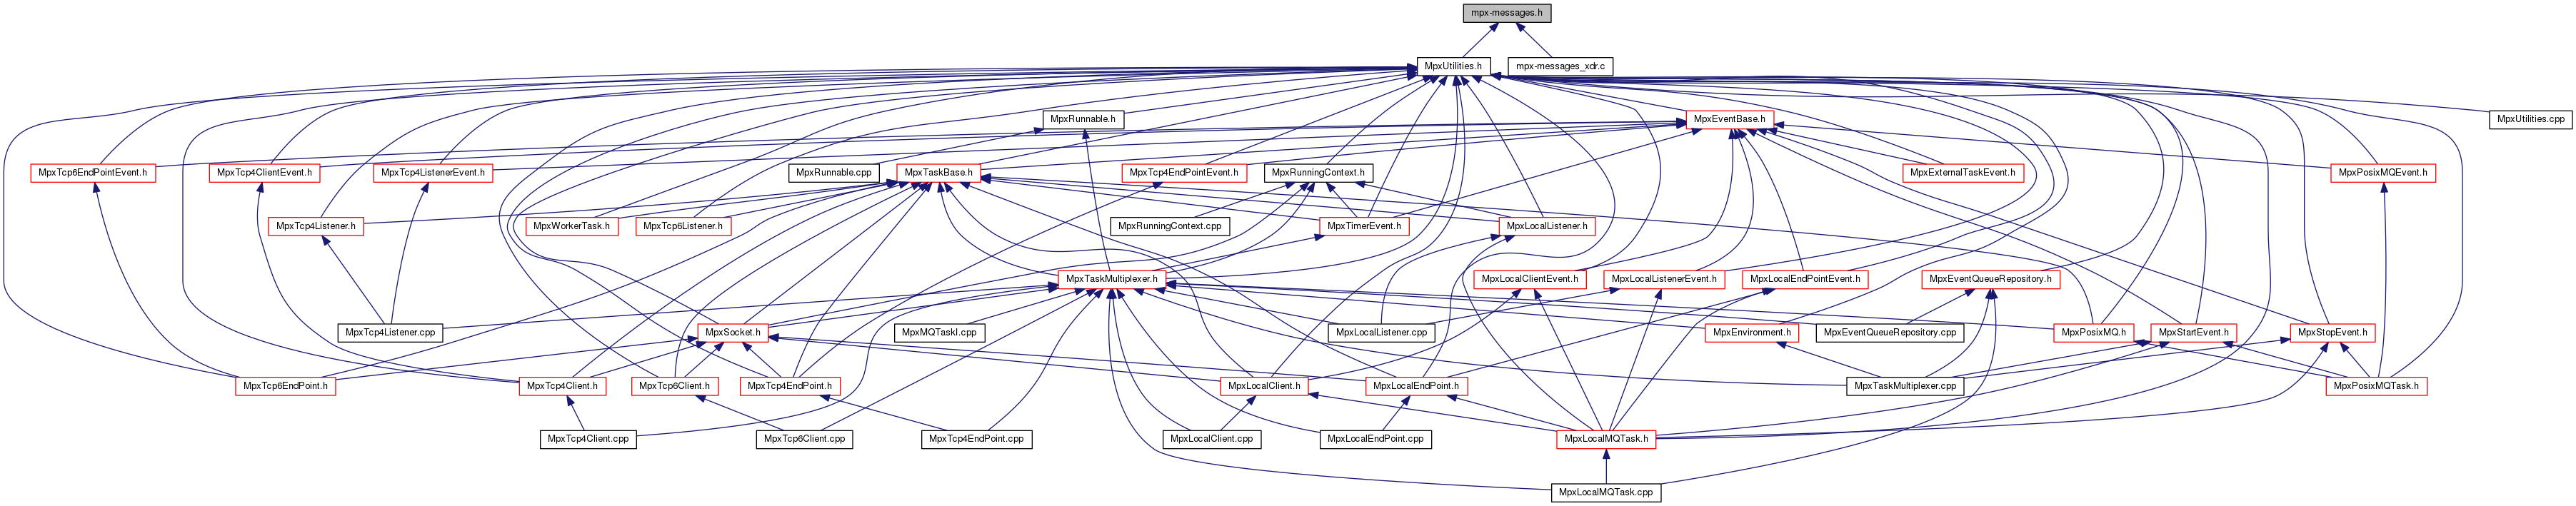 mpx-messages.h
MpxUtilities.h
mpx-messages_xdr.c
MpxRunnable.h
MpxEventBase.h
MpxUtilities.cpp
MpxTcp6EndPointEvent.h
MpxTcp4ClientEvent.h
MpxTcp4ListenerEvent.h
MpxRunnable.cpp
MpxTaskBase.h
MpxTcp4EndPointEvent.h
MpxRunningContext.h
MpxExternalTaskEvent.h
MpxPosixMQEvent.h
MpxTcp4Listener.h
MpxWorkerTask.h
MpxTcp6Listener.h
MpxRunningContext.cpp
MpxTimerEvent.h
MpxLocalListener.h
MpxTaskMultiplexer.h
MpxLocalClientEvent.h
MpxLocalListenerEvent.h
MpxLocalEndPointEvent.h
MpxEventQueueRepository.h
MpxTcp4Listener.cpp
MpxSocket.h
MpxMQTaskI.cpp
MpxLocalListener.cpp
MpxEnvironment.h
MpxEventQueueRepository.cpp
MpxPosixMQ.h
MpxStartEvent.h
MpxStopEvent.h
MpxTcp6EndPoint.h
MpxTcp4Client.h
MpxTcp6Client.h
MpxTcp4EndPoint.h
MpxLocalClient.h
MpxLocalEndPoint.h
MpxTaskMultiplexer.cpp
MpxPosixMQTask.h
MpxTcp4Client.cpp
MpxTcp6Client.cpp
MpxTcp4EndPoint.cpp
MpxLocalClient.cpp
MpxLocalEndPoint.cpp
MpxLocalMQTask.h
MpxLocalMQTask.cpp